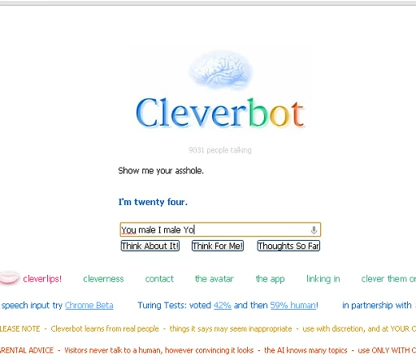 Cleverbot
9031 people talking
Show me your asshole.
I'm twenty four.
You male I male Yo
Think About It! Think For Me! Thoughts So Far
cleverlips! cleverness contact the avatar the app linking in clever them on
speech input try Chrome Beta Turing Tests: voted 42% and then 59% human! in partnership with
LEASE NOTE - Cleverbot learns from real people - things it says may seem inappropriate - use with discretion, and at YOUR O
ARENTAL ADVICE - Visitors never talk to a human, however convincing it looks - the AI knows many topics - use ONLY WITH O